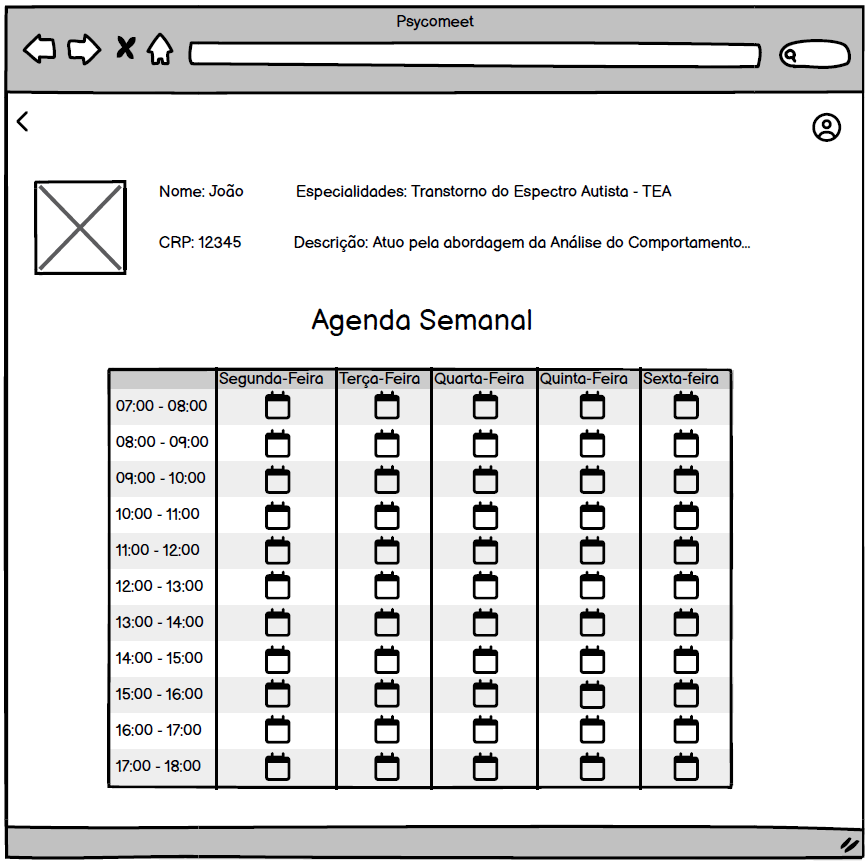 Psycomeet
Nome: João
Especialidades: Transtorno do Espectro Autista - TEA
CRP: 12345
Descrição: Atuo pela abordagem da Análise do Comportamento...
Agenda Semanal
Segunda-Feira Terça-Feira Quarta-Feira Quinta-Feira Sexta-feira
07:00 - 08:00
08:00 - 09:00
09:00 - 10:00
10:00 - 11:00
11:00 - 12:00
12:00 - 13:00
13:00 - 14:00
14:00 - 15:00
15:00 - 16:00
16:00 - 17:00
17:00 - 18:00